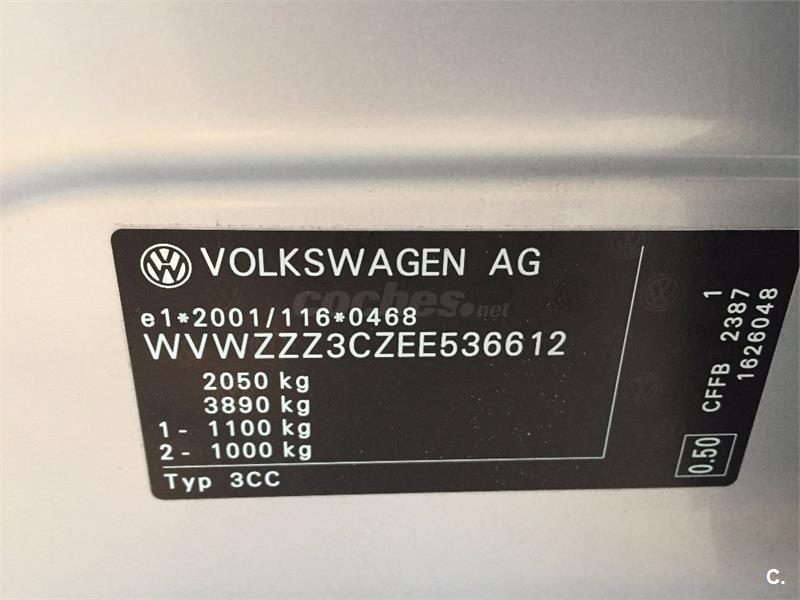 VOLKSWAGEN AG
e1*2001/116*0468
WVWZZZ3CZEE536612
2050 kg
3890 kg
1 - 1100 kg
2 - 1000 kg
Typ 3CC
1
CFFB 2387
1626048
0.50
coches.net
C.